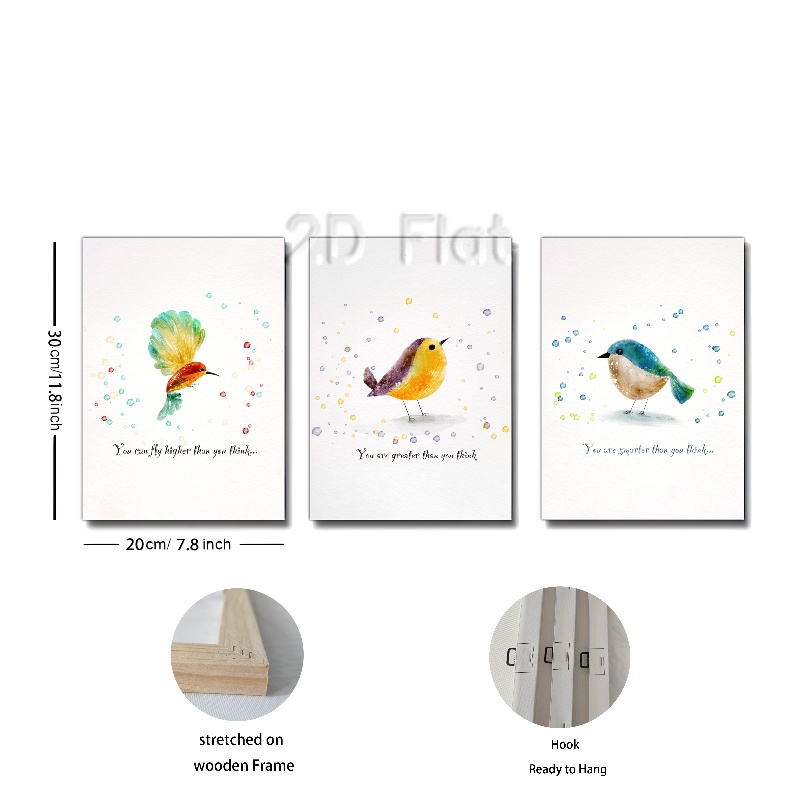 2D Flat
30cm/11.8inch
You can fly higher than you think...
You are greater than you think
You are smarter than you think...
20cm/ 7.8 inch
stretched on
wooden Frame
Hook
Ready to Hang